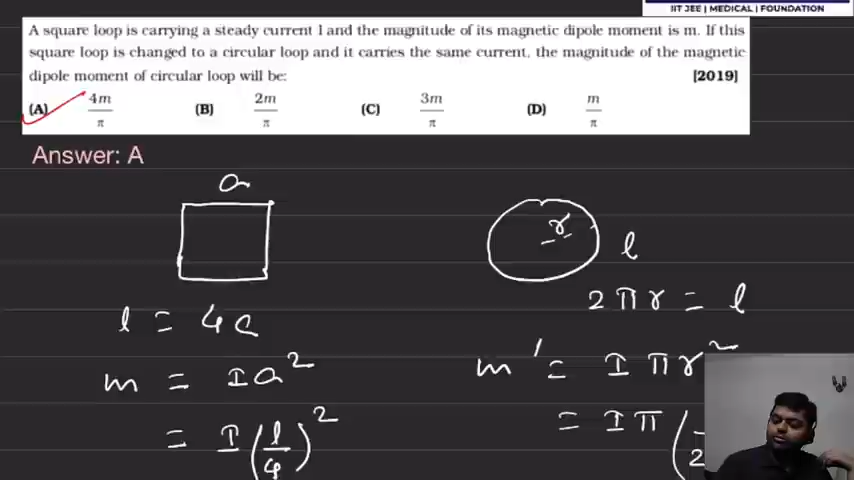 IIT JEE | MEDICAL | FOUNDATION
A square loop is carrying a steady current I and the magnitude of its magnetic dipole moment is m. If this
square loop is changed to a circular loop and it carries the same current, the magnitude of the magnetic
dipole moment of circular loop will be: [2019]
(A) 4m/π (B) 2m/π (C) 3m/π (D) m/π
Answer: A
a
r
l
2πr = l
l = 4a
m = Ia²
m' = Iπr²
= I(l/4)²
= Iπ(
2